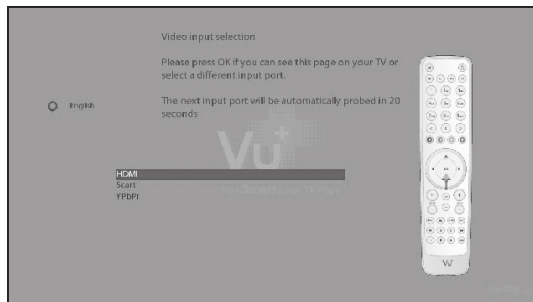 Video input selection
Please press OK if you can see this page on your TV or
select a different input port.
English
The next input port will be automatically probed in 20
seconds
Vu+
HDMI
Scart
YPbPr